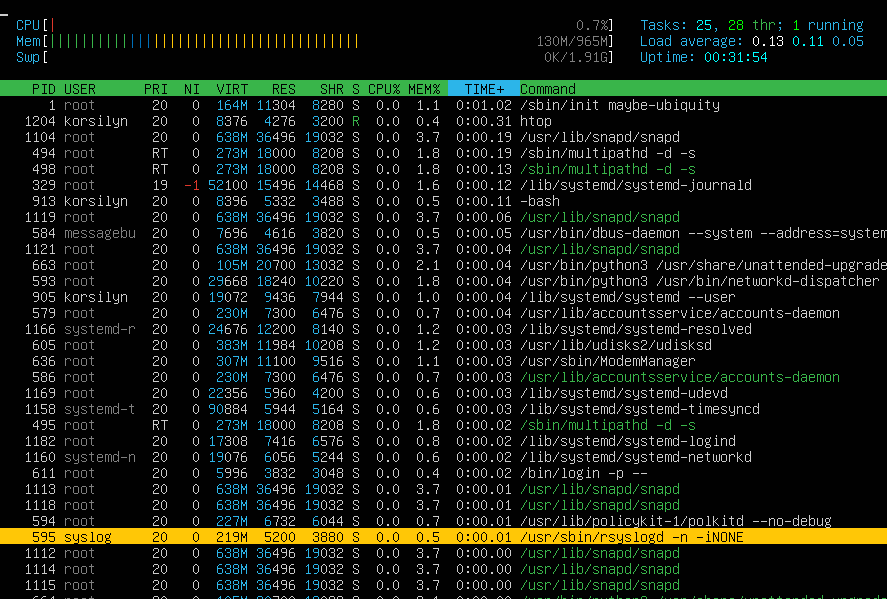 CPU[| 0.7%] Tasks: 25, 28 thr; 1 running
Mem[||||||||||||||||||||||||||||||||||||||| 130M/965M] Load average: 0.13 0.11 0.05
Swp[ 0K/1.91G] Uptime: 00:31:54
PID USER PRI NI VIRT RES SHR S CPU% MEM% TIME+ Command
1 root 20 0 164M 11304 8280 S 0.0 1.1 0:01.02 /sbin/init maybe-ubiquity
1204 korsilyn 20 0 8376 4276 3200 R 0.0 0.4 0:00.31 htop
1104 root 20 0 638M 36496 19032 S 0.0 3.7 0:00.19 /usr/lib/snapd/snapd
494 root RT 0 273M 18000 8208 S 0.0 1.8 0:00.19 /sbin/multipathd -d -s
498 root RT 0 273M 18000 8208 S 0.0 1.8 0:00.13 /sbin/multipathd -d -s
329 root 19 -1 52100 15496 14468 S 0.0 1.6 0:00.12 /lib/systemd/systemd-journald
913 korsilyn 20 0 8396 5332 3488 S 0.0 0.5 0:00.11 -bash
1119 root 20 0 638M 36496 19032 S 0.0 3.7 0:00.06 /usr/lib/snapd/snapd
584 messagebu 20 0 7696 4616 3820 S 0.0 0.5 0:00.05 /usr/bin/dbus-daemon --system --address=system
1121 root 20 0 638M 36496 19032 S 0.0 3.7 0:00.04 /usr/lib/snapd/snapd
663 root 20 0 105M 20700 13032 S 0.0 2.1 0:00.04 /usr/bin/python3 /usr/share/unattended-upgrade
593 root 20 0 29668 18240 10220 S 0.0 1.8 0:00.04 /usr/bin/python3 /usr/bin/networkd-dispatcher
905 korsilyn 20 0 19072 9436 7944 S 0.0 1.0 0:00.04 /lib/systemd/systemd --user
579 root 20 0 230M 7300 6476 S 0.0 0.7 0:00.04 /usr/lib/accountsservice/accounts-daemon
1166 systemd-r 20 0 24676 12200 8140 S 0.0 1.2 0:00.03 /lib/systemd/systemd-resolved
605 root 20 0 383M 11984 10208 S 0.0 1.2 0:00.03 /usr/lib/udisks2/udisksd
636 root 20 0 307M 11100 9516 S 0.0 1.1 0:00.03 /usr/sbin/ModemManager
586 root 20 0 230M 7300 6476 S 0.0 0.7 0:00.03 /usr/lib/accountsservice/accounts-daemon
1169 root 20 0 22356 5960 4200 S 0.0 0.6 0:00.03 /lib/systemd/systemd-udevd
1158 systemd-t 20 0 90884 5944 5164 S 0.0 0.6 0:00.03 /lib/systemd/systemd-timesyncd
495 root RT 0 273M 18000 8208 S 0.0 1.8 0:00.02 /sbin/multipathd -d -s
1182 root 20 0 17308 7416 6576 S 0.0 0.8 0:00.02 /lib/systemd/systemd-logind
1160 systemd-n 20 0 19076 6056 5244 S 0.0 0.6 0:00.02 /lib/systemd/systemd-networkd
611 root 20 0 5996 3832 3048 S 0.0 0.4 0:00.02 /bin/login -p --
1113 root 20 0 638M 36496 19032 S 0.0 3.7 0:00.01 /usr/lib/snapd/snapd
1118 root 20 0 638M 36496 19032 S 0.0 3.7 0:00.01 /usr/lib/snapd/snapd
594 root 20 0 227M 6732 6044 S 0.0 0.7 0:00.01 /usr/lib/policykit-1/polkitd --no-debug
595 syslog 20 0 219M 5200 3880 S 0.0 0.5 0:00.01 /usr/sbin/rsyslogd -n -iNONE
1112 root 20 0 638M 36496 19032 S 0.0 3.7 0:00.00 /usr/lib/snapd/snapd
1114 root 20 0 638M 36496 19032 S 0.0 3.7 0:00.00 /usr/lib/snapd/snapd
1115 root 20 0 638M 36496 19032 S 0.0 3.7 0:00.00 /usr/lib/snapd/snapd